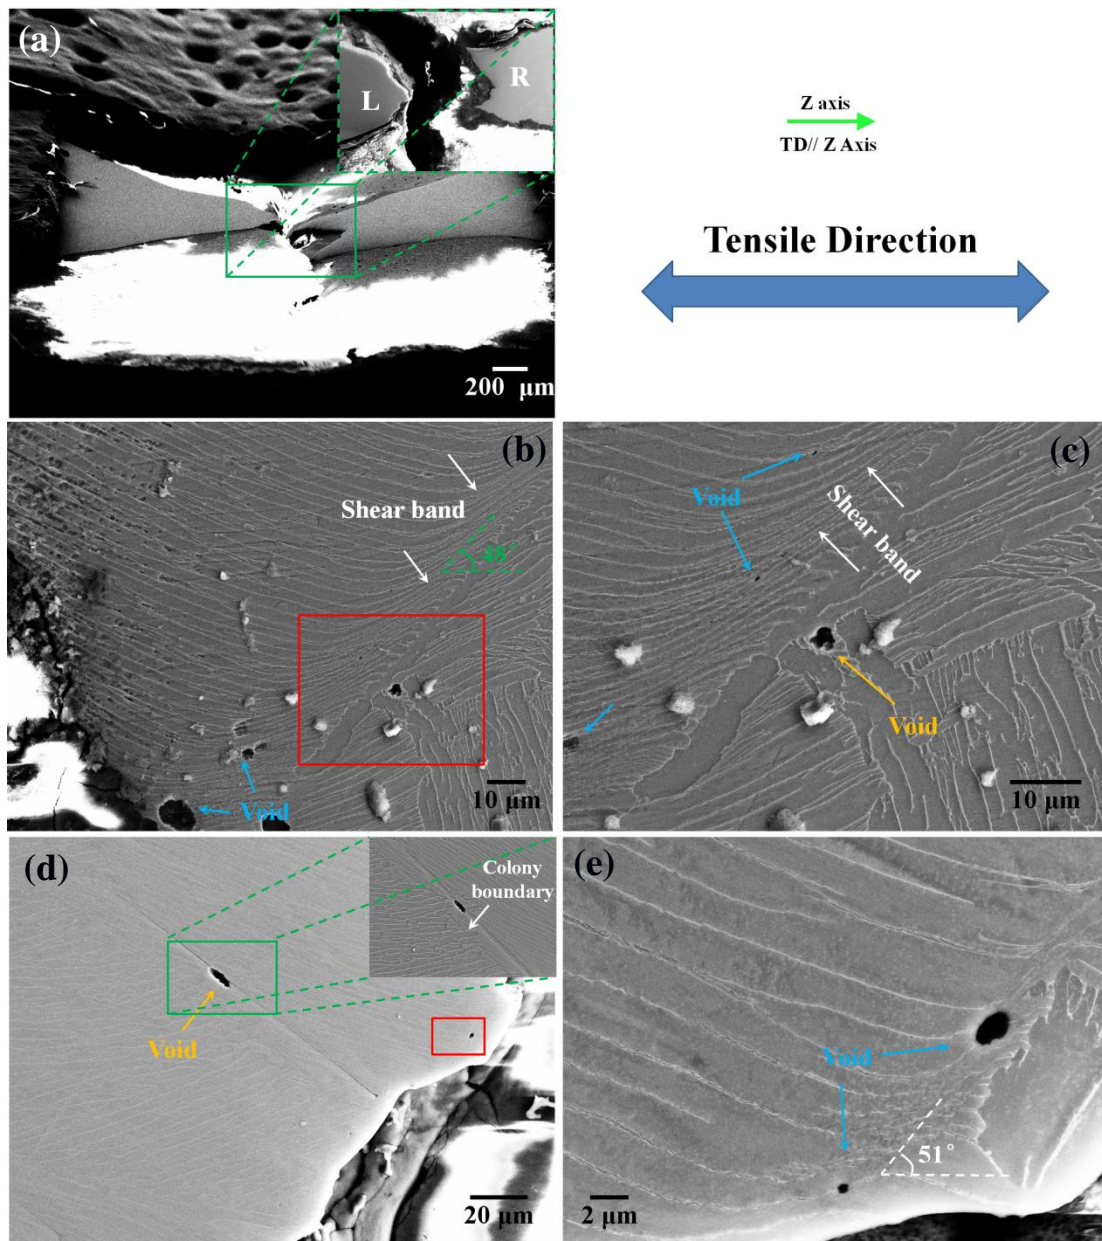 (a)
L
R
200 μm
Z axis
TD// Z Axis
Tensile Direction
(b)
Shear band
48°
Void
10 μm
(c)
Void
Shear band
Void
10 μm
(d)
Colony
boundary
Void
20 μm
(e)
Void
51°
2 μm